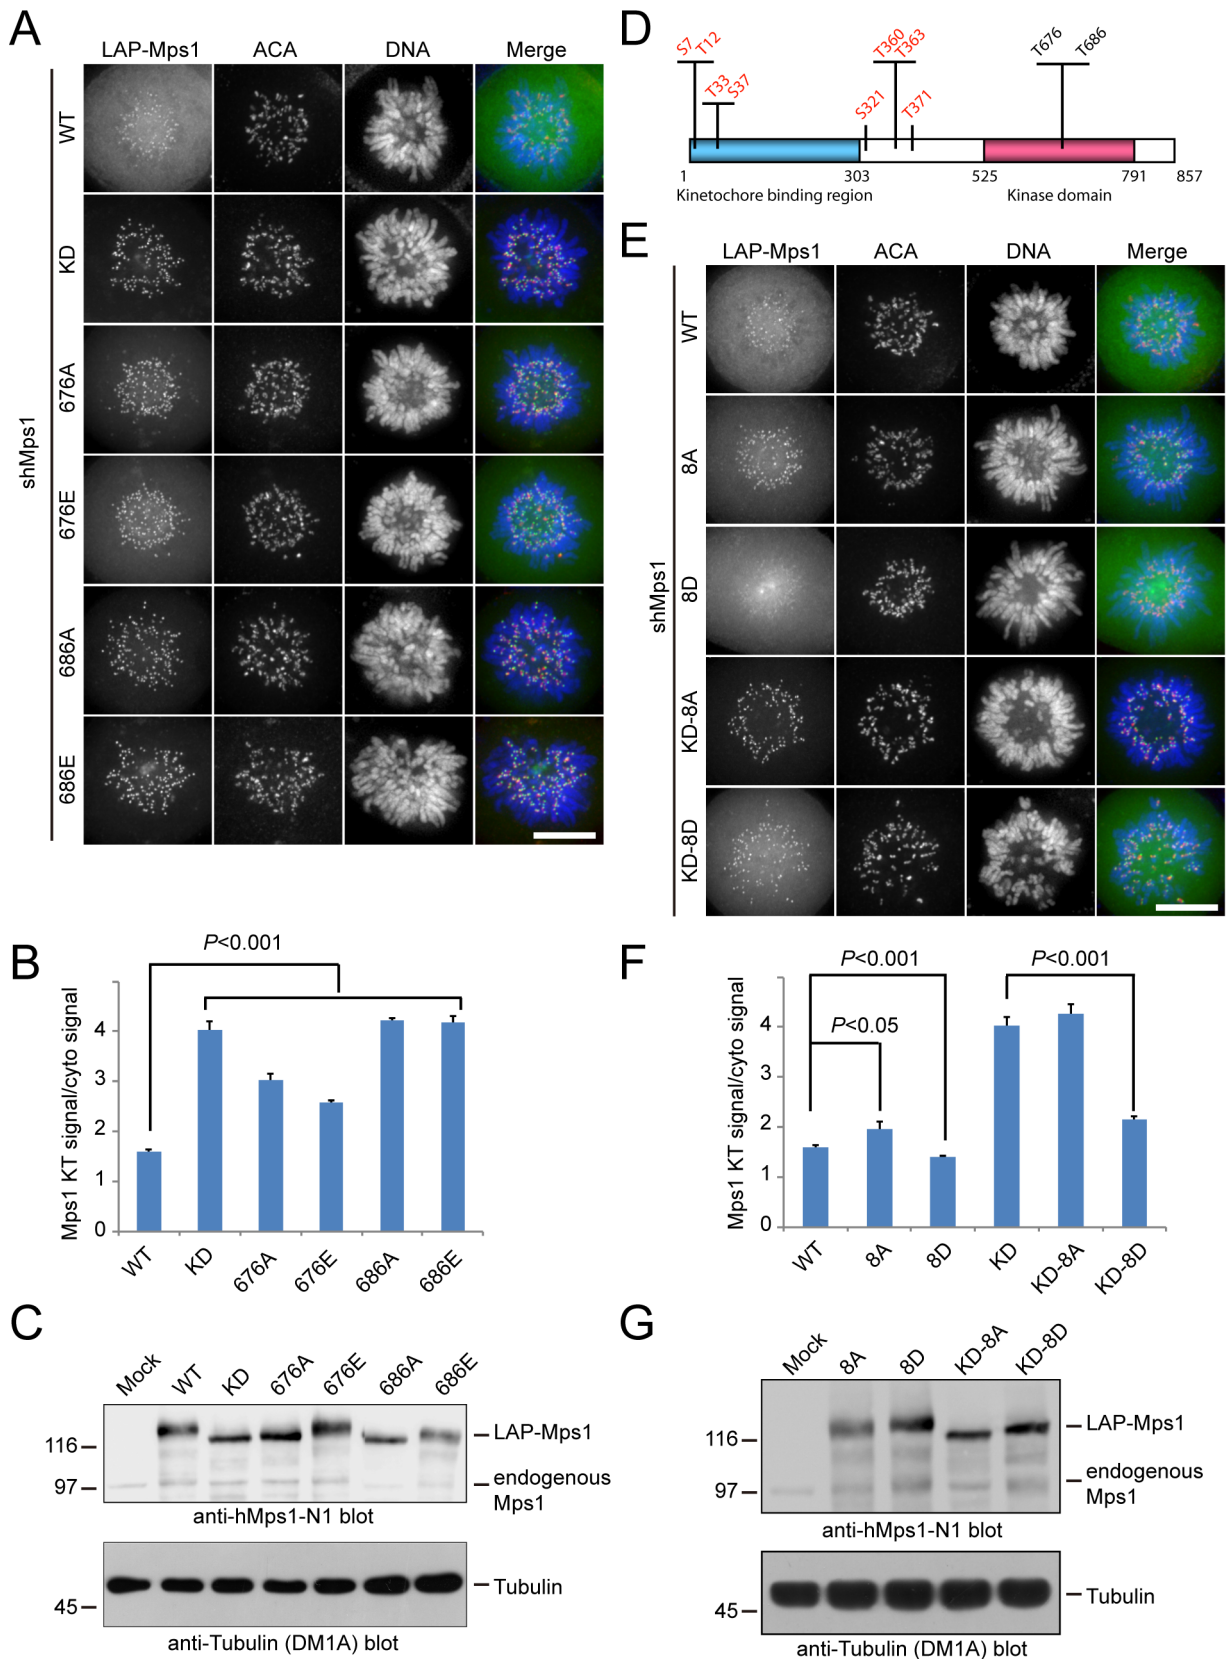 A
LAP-Mps1 ACA DNA Merge
shMps1
WT
KD
676A
676E
686A
686E
B
P<0.001
Mps1 KT signal/cyto signal
4
3
2
1
0
WT KD 676A 676E 686A 686E
C
Mock WT KD 676A 676E 686A 686E
116
97
LAP-Mps1
endogenous
Mps1
anti-hMps1-N1 blot
45
Tubulin
anti-Tubulin (DM1A) blot
D
S7 T12 T33 S37 S321 T360 T363 T371 T676 T686
1 303 525 791 857
Kinetochore binding region Kinase domain
E
LAP-Mps1 ACA DNA Merge
shMps1
WT
8A
8D
KD-8A
KD-8D
F
P<0.001 P<0.001
P<0.05
Mps1 KT signal/cyto signal
4
3
2
1
0
WT 8A 8D KD KD-8A KD-8D
G
Mock 8A 8D KD-8A KD-8D
116
97
LAP-Mps1
endogenous
Mps1
anti-hMps1-N1 blot
45
Tubulin
anti-Tubulin (DM1A) blot